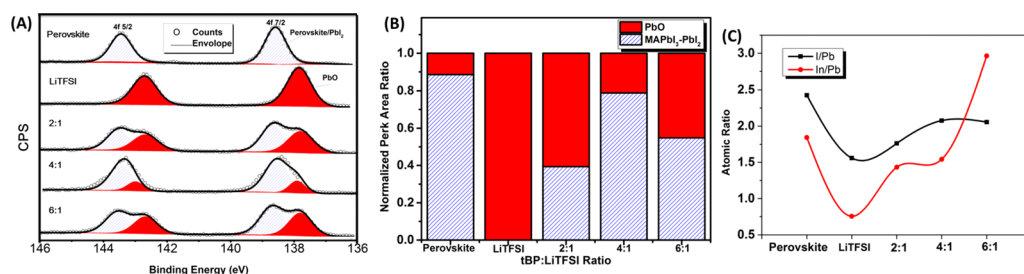 (A)
4f 5/2
4f 7/2
Perovskite
Counts
Envolope
Perovskite/PbI2
LiTFSI
PbO
2:1
4:1
6:1
CPS
146 144 142 140 138 136
Binding Energy (eV)
(B)
PbO
MAPbI3-PbI2
Normalized Perk Area Ratio
1.0
0.8
0.6
0.4
0.2
0.0
Perovskite LiTFSI 2:1 4:1 6:1
tBP:LiTFSI Ratio
(C)
I/Pb
In/Pb
Atomic Ratio
3.0
2.5
2.0
1.5
1.0
0.5
Perovskite LiTFSI 2:1 4:1 6:1